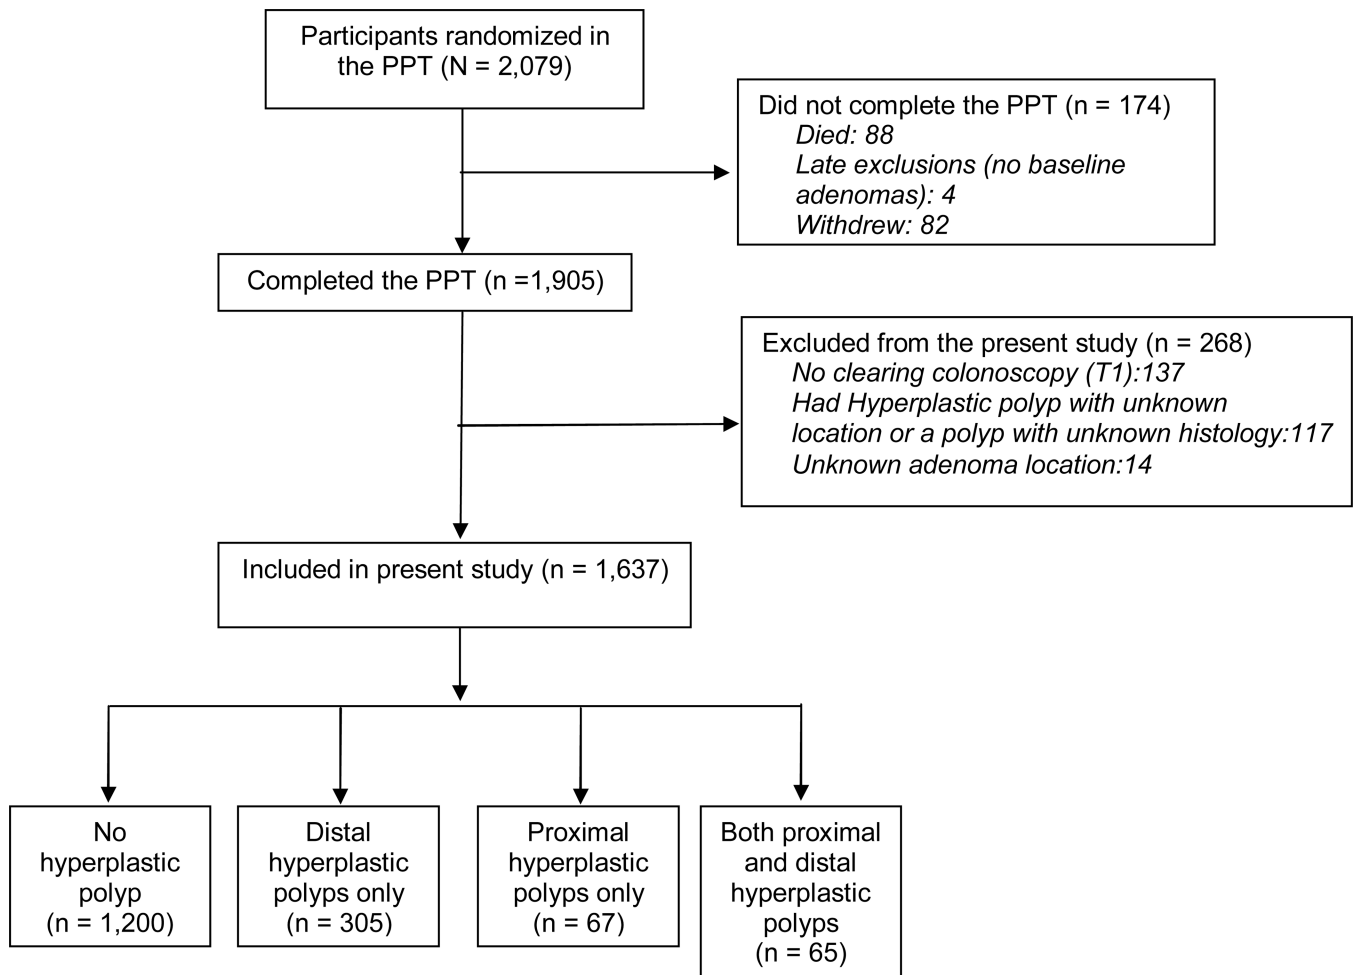 Participants randomized in
the PPT (N = 2,079)
Did not complete the PPT (n = 174)
Died: 88
Late exclusions (no baseline
adenomas): 4
Withdrew: 82
Completed the PPT (n =1,905)
Excluded from the present study (n = 268)
No clearing colonoscopy (T1):137
Had Hyperplastic polyp with unknown
location or a polyp with unknown histology:117
Unknown adenoma location:14
Included in present study (n = 1,637)
No
hyperplastic
polyp
(n = 1,200)
Distal
hyperplastic
polyps only
(n = 305)
Proximal
hyperplastic
polyps only
(n = 67)
Both proximal
and distal
hyperplastic
polyps
(n = 65)